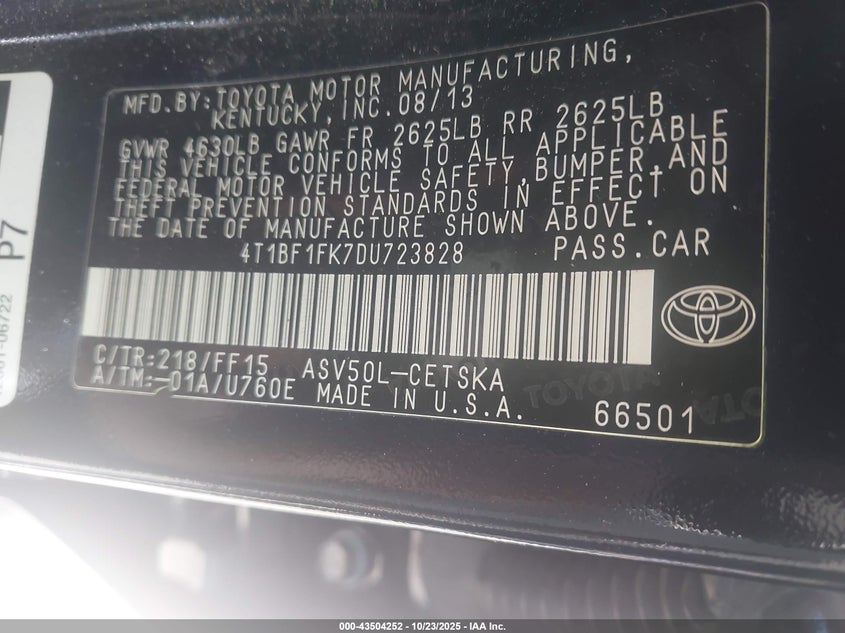 MFD.BY:TOYOTA MOTOR MANUFACTURING,
KENTUCKY, INC.08/13
GVWR 4630LB GAWR FR 2625LB RR 2625LB
THIS VEHICLE CONFORMS TO ALL APPLICABLE
FEDERAL MOTOR VEHICLE SAFETY,BUMPER,AND
THEFT PREVENTION STANDARDS IN EFFECT ON
THE DATE OF MANUFACTURE SHOWN ABOVE.
4T1BF1FK7DU723828 PASS.CAR
C/TR:218/FF15 ASV50L-CETSKA
A/TM:-01A/U760E MADE IN U.S.A.
66501
TOYOTA
P7
000-43504252 - 10/23/2025 - IAA Inc.